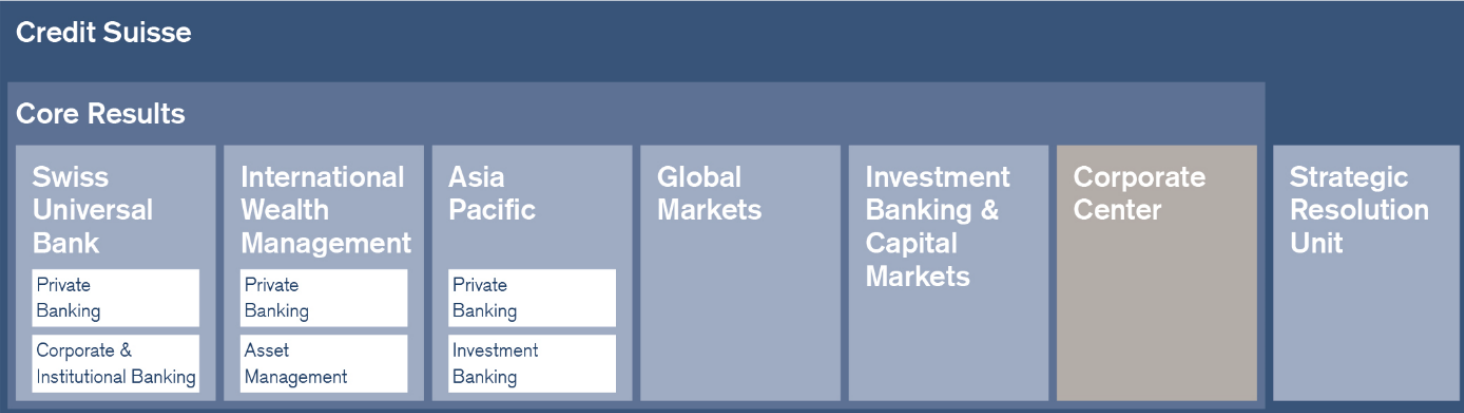 Credit Suisse
Core Results
Swiss
Universal
Bank
Private
Banking
Corporate &
Institutional Banking
International
Wealth
Management
Private
Banking
Asset
Management
Asia
Pacific
Private
Banking
Investment
Banking
Global
Markets
Investment
Banking &
Capital
Markets
Corporate
Center
Strategic
Resolution
Unit